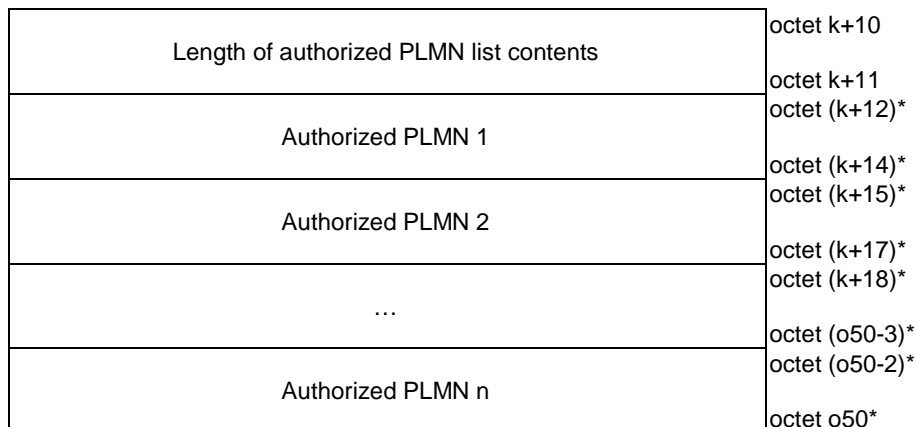 octet k+10
Length of authorized PLMN list contents
octet k+11
octet (k+12)*
Authorized PLMN 1
octet (k+14)*
octet (k+15)*
Authorized PLMN 2
octet (k+17)*
octet (k+18)*
…
octet (o50-3)*
octet (o50-2)*
Authorized PLMN n
octet o50*